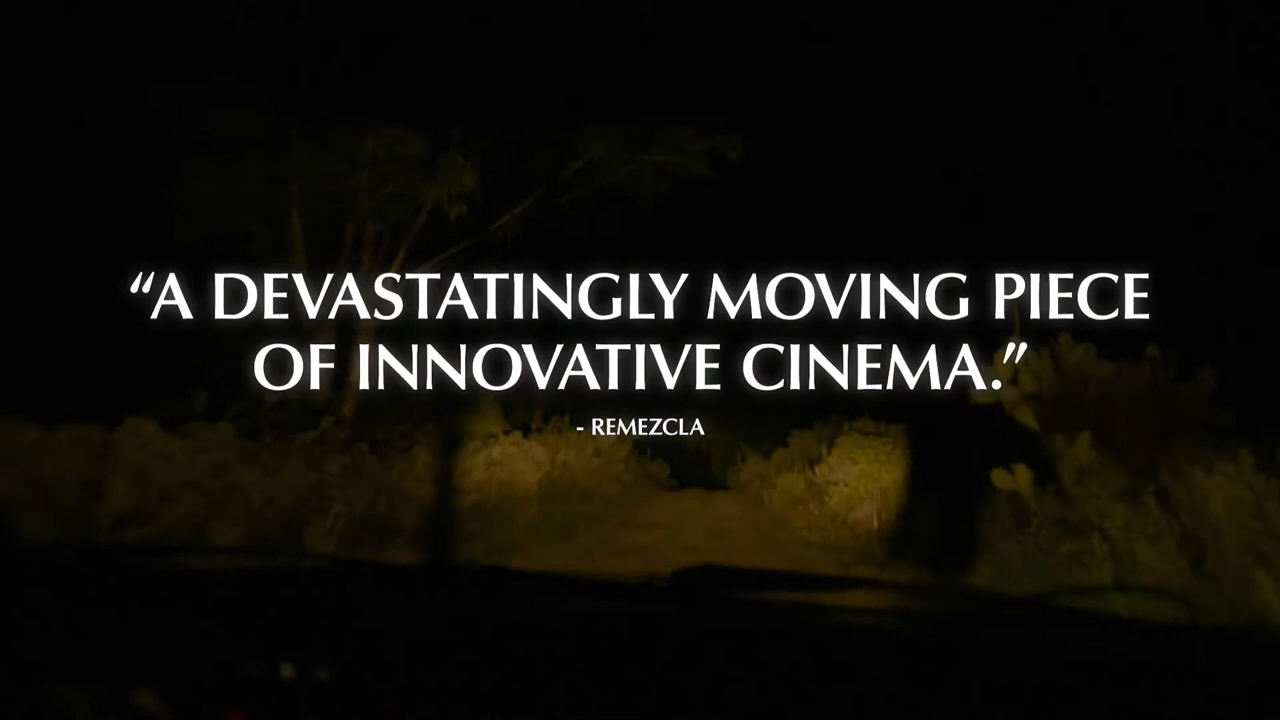 “A DEVASTATINGLY MOVING PIECE
OF INNOVATIVE CINEMA.”
- REMEZCLA